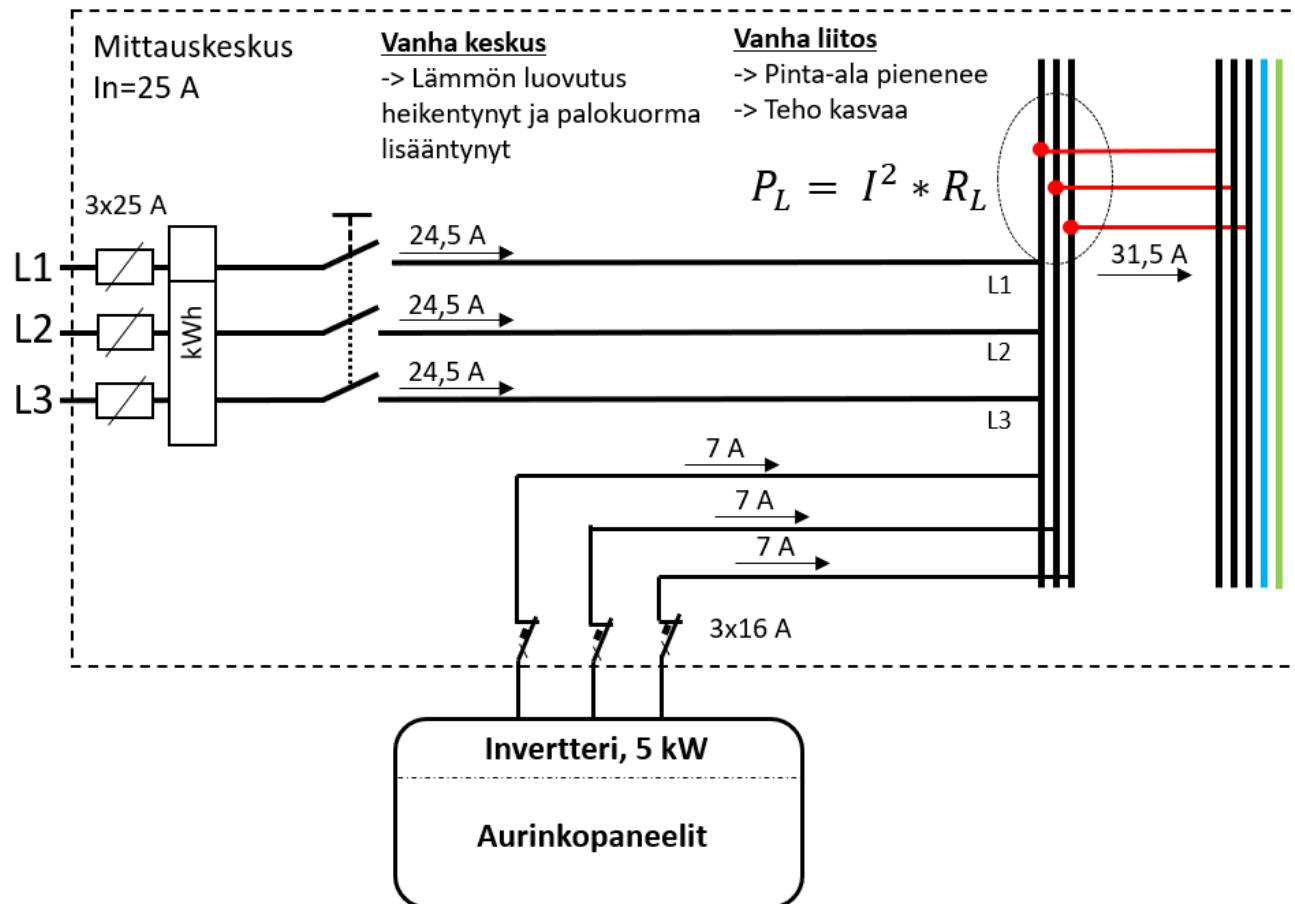 Mittauskeskus
In=25 A
Vanha keskus
-> Lämmön luovutus
heikentynyt ja palokuorma
lisääntynyt
Vanha liitos
-> Pinta-ala pienenee
-> Teho kasvaa
P_L = I^2 * R_L
3x25 A
L1
L2
L3
kWh
24,5 A
24,5 A
24,5 A
L1
L2
L3
31,5 A
7 A
7 A
7 A
3x16 A
Invertteri, 5 kW
Aurinkopaneelit